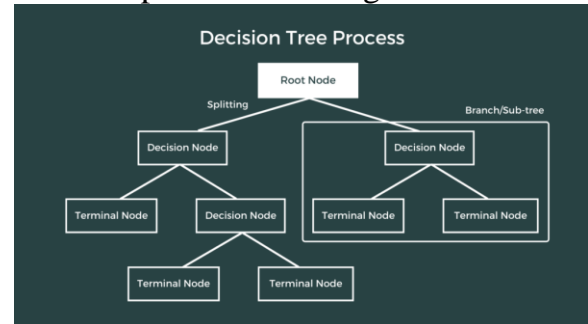 Decision Tree Process
Root Node
Splitting
Branch/Sub-tree
Decision Node
Decision Node
Terminal Node
Decision Node
Terminal Node
Terminal Node
Terminal Node
Terminal Node